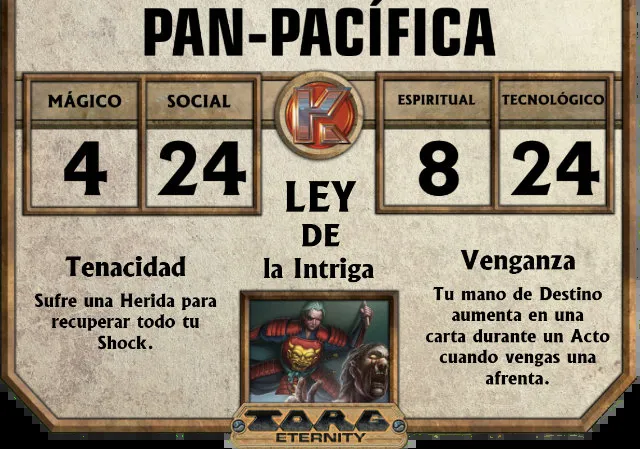 PAN-PACÍFICA
MÁGICO
SOCIAL
ESPIRITUAL
TECNOLÓGICO
4
24
K
8
24
LEY
DE
la Intriga
Tenacidad
Sufre una Herida para
recuperar todo tu
Shock.
Venganza
Tu mano de Destino
aumenta en una
carta durante un Acto
cuando vengas una
afrenta.
TORG
ETERNITY